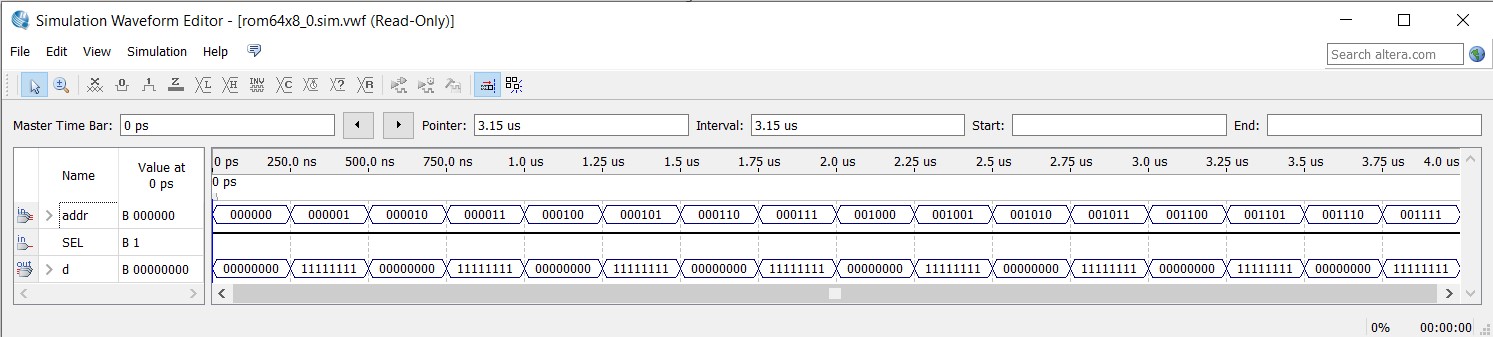 Simulation Waveform Editor - [rom64x8_0.sim.vwf (Read-Only)]
File Edit View Simulation Help Search altera.com
Master Time Bar: 0 ps Pointer: 3.15 us Interval: 3.15 us Start: End:
Name Value at 0 ps 0 ps 250.0 ns 500.0 ns 750.0 ns 1.0 us 1.25 us 1.5 us 1.75 us 2.0 us 2.25 us 2.5 us 2.75 us 3.0 us 3.25 us 3.5 us 3.75 us 4.0 us
0 ps
in addr B 000000 000000 000001 000010 000011 000100 000101 000110 000111 001000 001001 001010 001011 001100 001101 001110 001111
in SEL B 1
out d B 00000000 00000000 11111111 00000000 11111111 00000000 11111111 00000000 11111111 00000000 11111111 00000000 11111111 00000000 11111111 00000000 11111111
0% 00:00:00